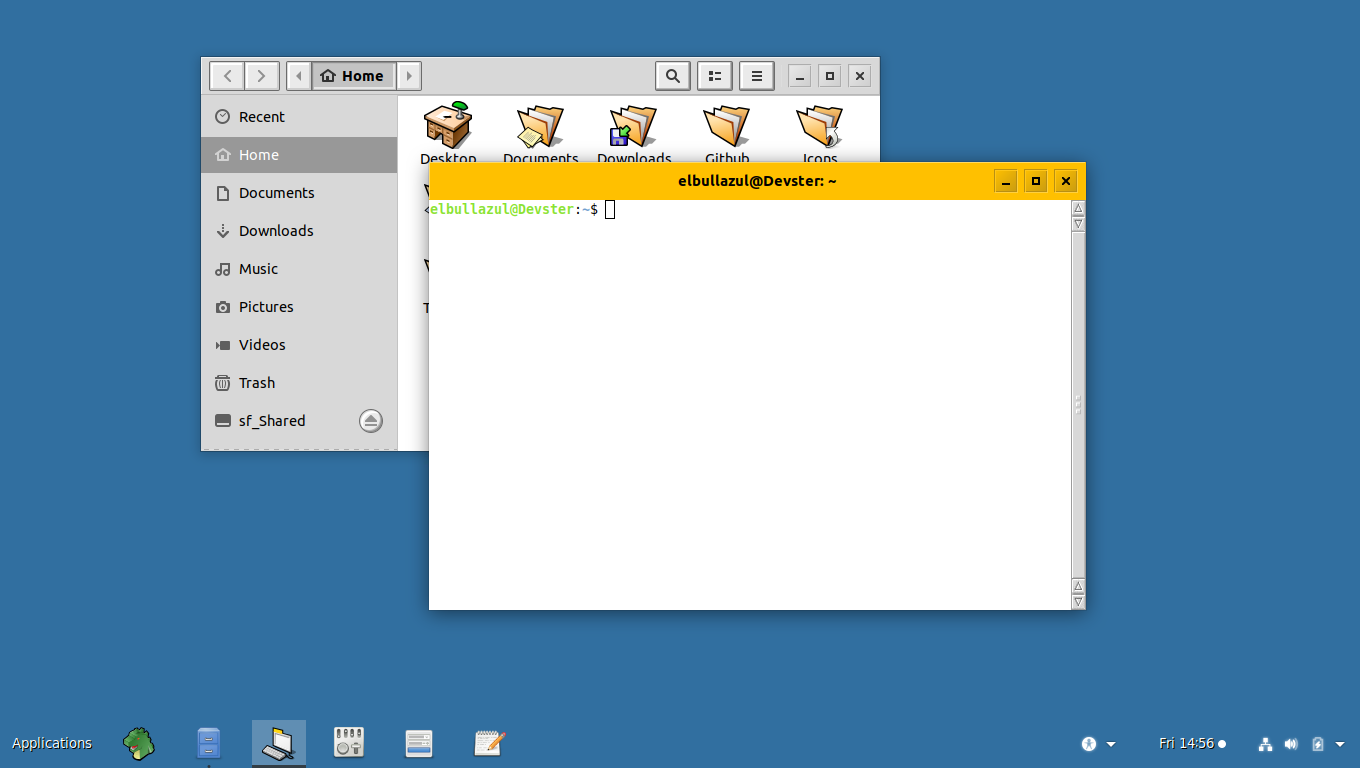 Home
Recent
Home
Documents
Downloads
Music
Pictures
Videos
Trash
sf_Shared
Desktop Documents Downloads Github Icons
elbullazul@Devster: ~
elbullazul@Devster:~$
Applications
Fri 14:56